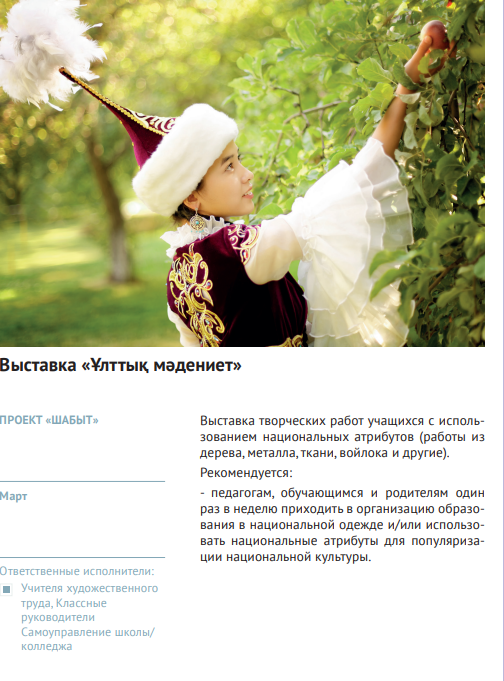 Выставка «Ұлттық мәдениет»
ПРОЕКТ «ШАБЫТ»
Март
Ответственные исполнители:
Учителя художественного
труда, Классные
руководители
Самоуправление школы/
колледжа
Выставка творческих работ учащихся с исполь-
зованием национальных атрибутов (работы из
дерева, металла, ткани, войлока и другие).
Рекомендуется:
- педагогам, обучающимся и родителям один
раз в неделю приходить в организацию образо-
вания в национальной одежде и/или использо-
вать национальные атрибуты для популяриза-
ции национальной культуры.